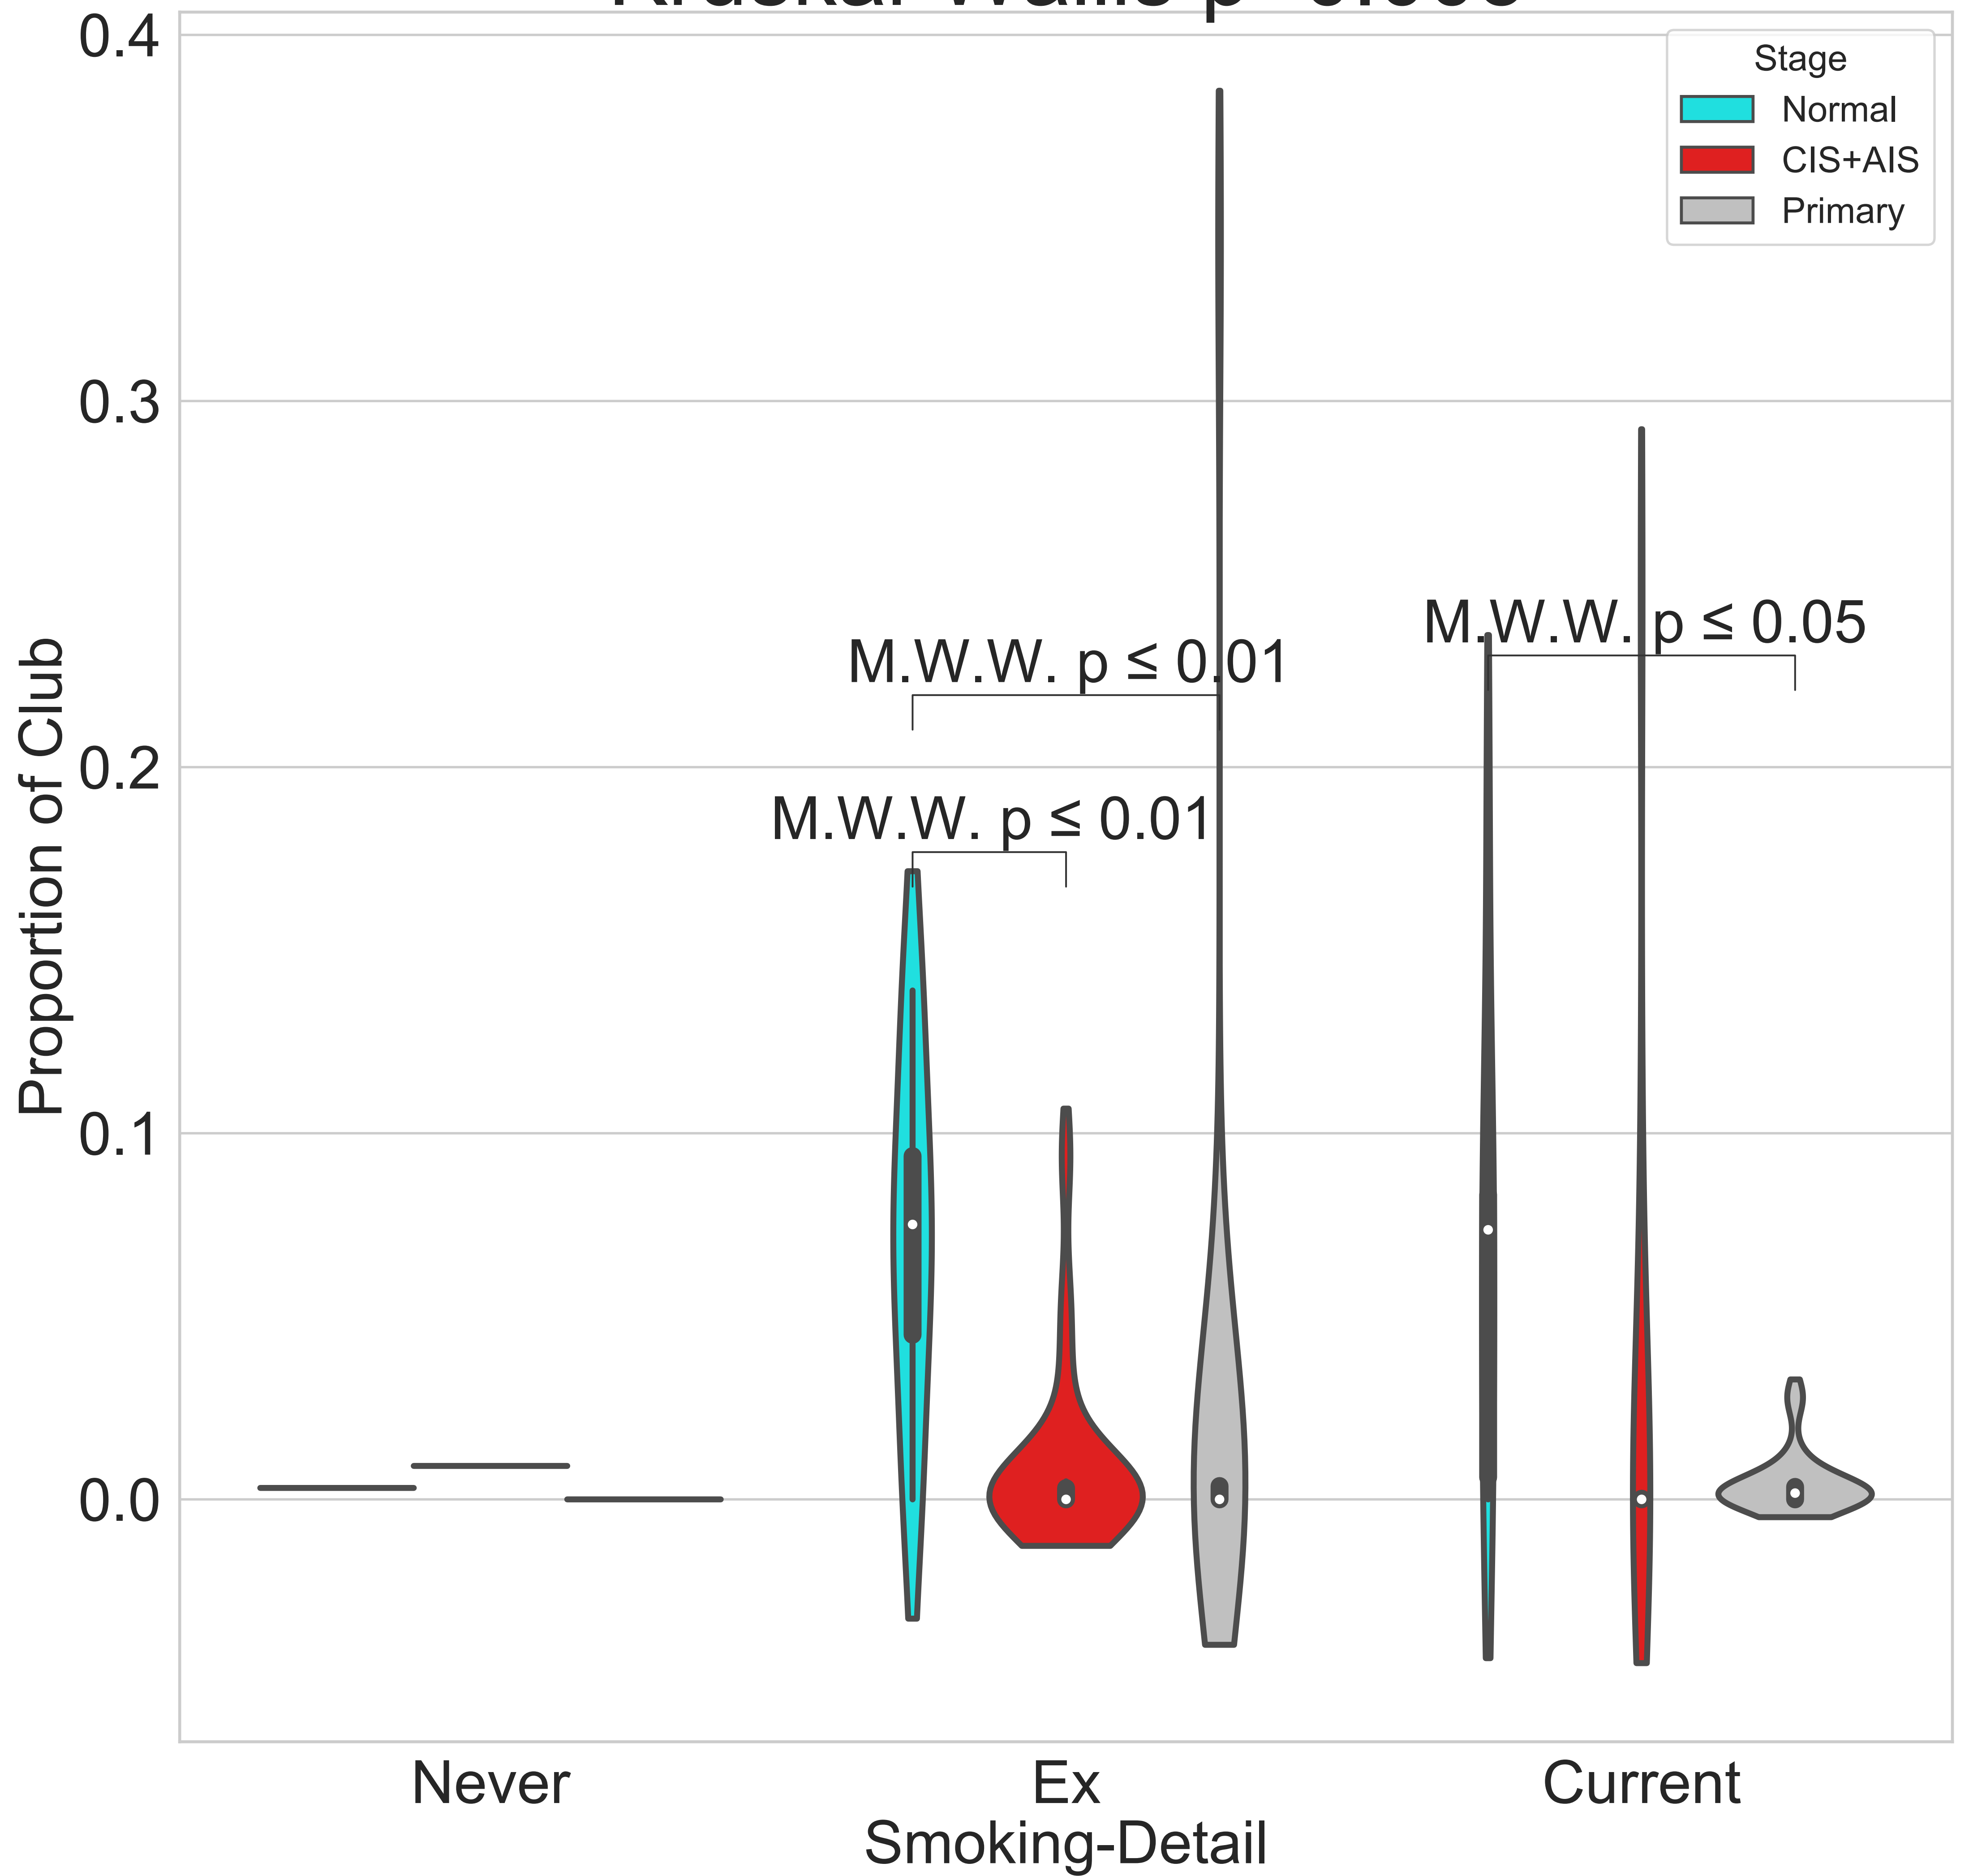 0.4
0.3
0.2
0.1
0.0
Proportion of Club
Stage
Normal
CIS+AIS
Primary
M.W.W. p ≤ 0.05
M.W.W. p ≤ 0.01
M.W.W. p ≤ 0.01
Never
Ex
Current
Smoking-Detail